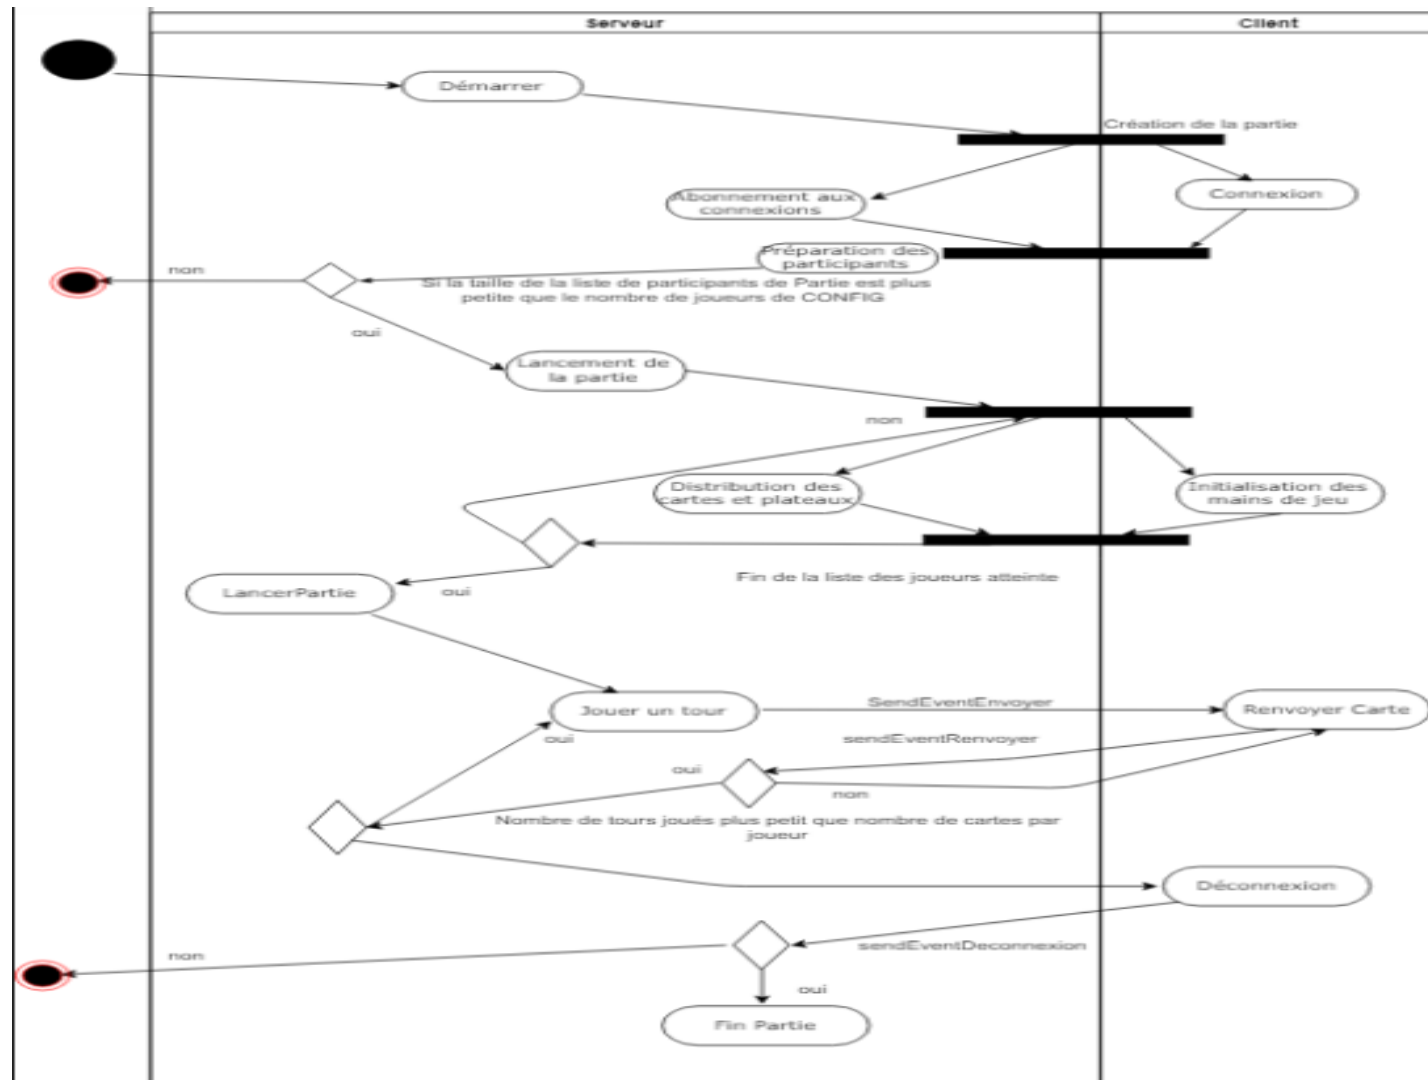 Serveur
Client
Démarrer
Création de la partie
Abonnement aux
connexions
Connexion
Préparation des
participants
non
Si la taille de la liste de participants de Partie est plus
petite que le nombre de joueurs de CONFIG
oui
Lancement de
la partie
non
Distribution des
cartes et plateaux
Initialisation des
mains de jeu
Fin de la liste des joueurs atteinte
LancerPartie
oui
Jouer un tour
SendEventEnvoyer
Renvoyer Carte
oui
sendEventRenvoyer
oui
non
Nombre de tours joués plus petit que nombre de cartes par
joueur
Déconnexion
sendEventDeconnexion
non
oui
Fin Partie